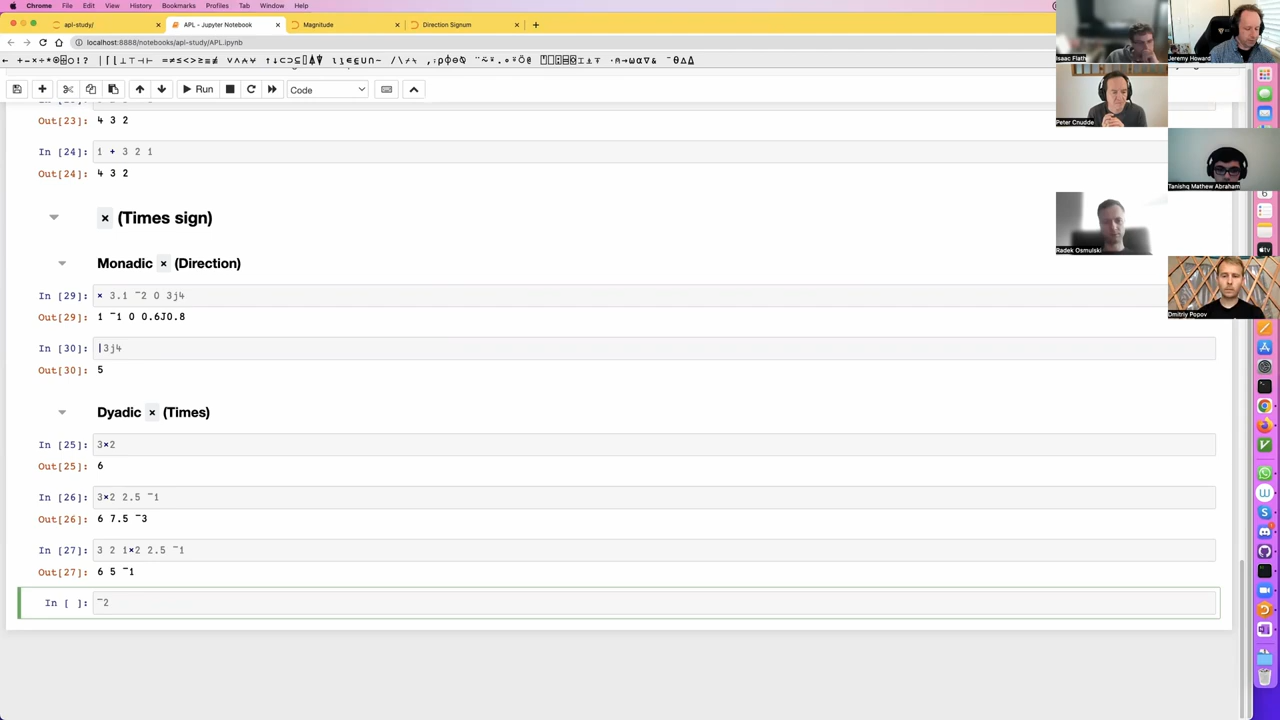 Chrome File Edit View History Bookmarks Profiles Tab Window Help
apl-study/ × APL - Jupyter Notebook × Magnitude × Direction Signum × +
localhost:8888/notebooks/apl-study/APL.ipynb
Run Code
Out[23]: 4 3 2
In [24]: 1 + 3 2 1
Out[24]: 4 3 2
× (Times sign)
Monadic × (Direction)
In [29]: × 3.1 ¯2 0 3j4
Out[29]: 1 ¯1 0 0.6J0.8
In [30]: |3j4
Out[30]: 5
Dyadic × (Times)
In [25]: 3×2
Out[25]: 6
In [26]: 3×2 2.5 ¯1
Out[26]: 6 7.5 ¯3
In [27]: 3 2 1×2 2.5 ¯1
Out[27]: 6 5 ¯1
In [ ]: ¯2
Isaac Flath
Jeremy Howard
Peter Cnudde
Tanishq Mathew Abraham
Radek Osmulski
Dmitriy Popov
tv